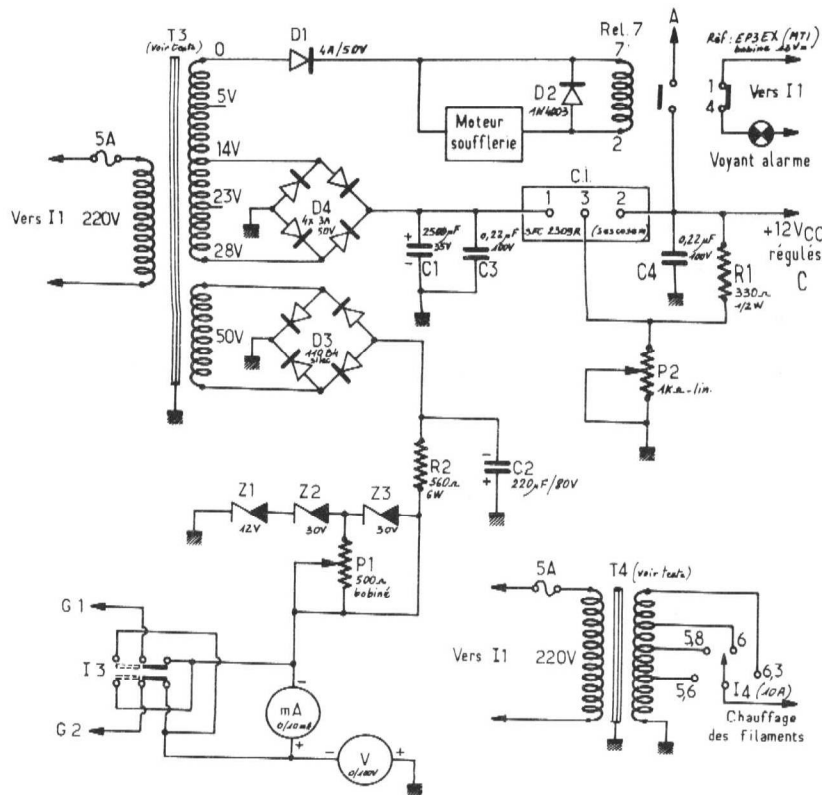 T3
(voir texte)
0
5V
14V
23V
28V
50V
5A
Vers I1
220V
D1
4A/50V
D2
1N4003
Moteur
soufflerie
Rel.7
7
2
A
Réf: EP3EX (MTI)
1
4
Vers I1
Voyant alarme
D4
4x 3A
50V
2500µF
35V
C1
0,22µF
100V
C3
C.I.
1
3
2
SFC 2309R
(Sescosem)
+12VCC
régulés
C
0,22µF
100V
C4
R1
330Ω
1/2W
P2
1KΩ-lin.
D3
110B4
silec
R2
560Ω
6W
C2
220µF/80V
Z1
12V
Z2
30V
Z3
30V
P1
500Ω
bobiné
G1
I3
G2
mA
0/10mA
V
0/100V
5A
T4 (voir texte)
Vers I1
220V
5,8
6
5,6
6,3
I4 (10A)
Chauffage
des filaments